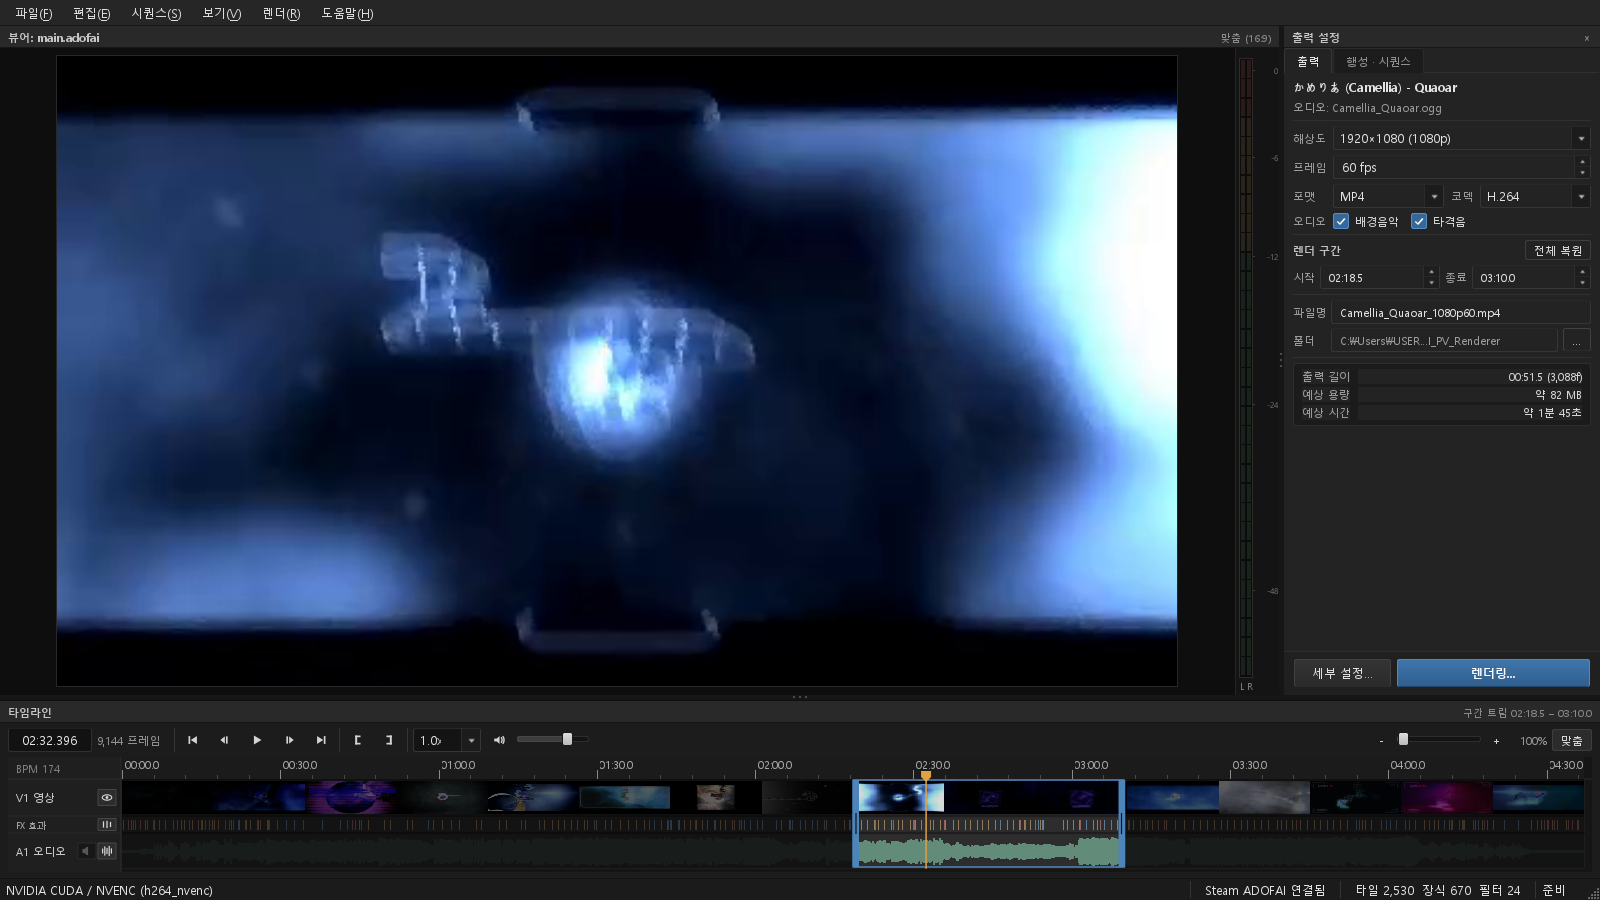 파일(F) 편집(E) 시퀀스(S) 보기(V) 렌더(R) 도움말(H)
뷰어: main.adofai
맞춤 (16:9)
0
-6
-12
-24
-48
L R
출력 설정 ×
출력 행성 · 시퀀스
かめりあ (Camellia) - Quaoar
오디오: Camellia_Quaoar.ogg
해상도 1920×1080 (1080p)
프레임 60 fps
포맷 MP4 코덱 H.264
오디오 배경음악 타격음
렌더 구간 전체 복원
시작 02:18.5 종료 03:10.0
파일명 Camellia_Quaoar_1080p60.mp4
폴더 C:₩Users₩USER...I_PV_Renderer ...
출력 길이 00:51.5 (3,088f)
예상 용량 약 82 MB
예상 시간 약 1분 45초
세부 설정... 렌더링...
타임라인 구간 트림 02:18.5 – 03:10.0
02:32.396 9,144 프레임 1.0× - + 100% 맞춤
BPM 174 00:00.0 00:30.0 01:00.0 01:30.0 02:00.0 02:30.0 03:00.0 03:30.0 04:00.0 04:30.0
V1 영상
FX 효과
A1 오디오
NVIDIA CUDA / NVENC (h264_nvenc) Steam ADOFAI 연결됨 타일 2,530 장식 670 필터 24 준비